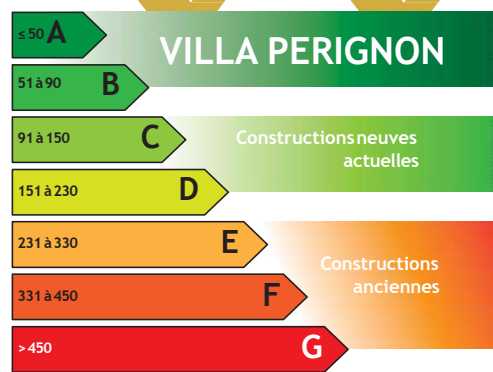 ≤ 50 A
VILLA PERIGNON
51 à 90 B
91 à 150 C
Constructions neuves
actuelles
151 à 230 D
231 à 330 E
Constructions
anciennes
331 à 450 F
> 450 G